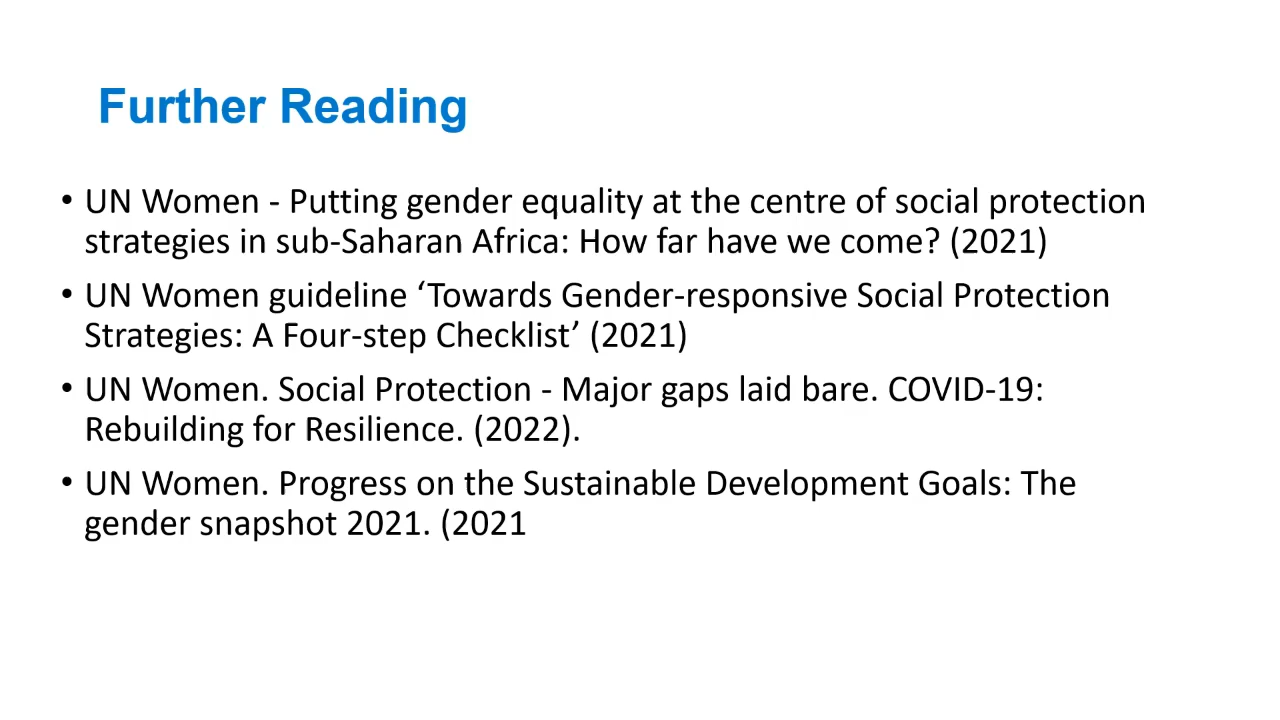 Further Reading
• UN Women - Putting gender equality at the centre of social protection
strategies in sub-Saharan Africa: How far have we come? (2021)
• UN Women guideline ‘Towards Gender-responsive Social Protection
Strategies: A Four-step Checklist’ (2021)
• UN Women. Social Protection - Major gaps laid bare. COVID-19:
Rebuilding for Resilience. (2022).
• UN Women. Progress on the Sustainable Development Goals: The
gender snapshot 2021. (2021